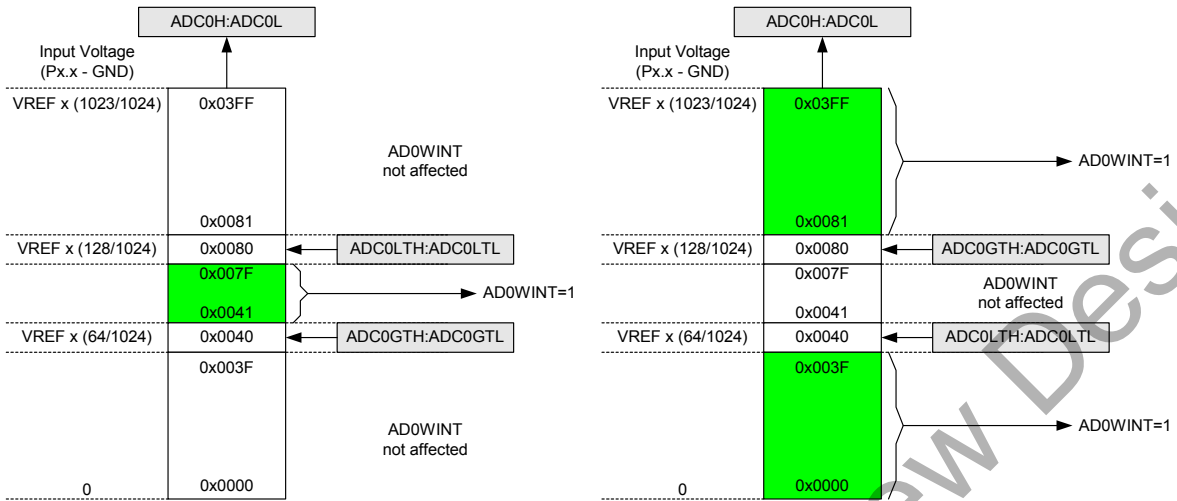 ADC0H:ADC0L
Input Voltage
(Px.x - GND)
VREF x (1023/1024)
0x03FF
AD0WINT
not affected
0x0081
VREF x (128/1024)
0x0080
ADC0LTH:ADC0LTL
0x007F
AD0WINT=1
0x0041
VREF x (64/1024)
0x0040
ADC0GTH:ADC0GTL
0x003F
AD0WINT
not affected
0
0x0000
ADC0H:ADC0L
Input Voltage
(Px.x - GND)
VREF x (1023/1024)
0x03FF
AD0WINT=1
0x0081
VREF x (128/1024)
0x0080
ADC0GTH:ADC0GTL
0x007F
AD0WINT
not affected
0x0041
VREF x (64/1024)
0x0040
ADC0LTH:ADC0LTL
0x003F
AD0WINT=1
0
0x0000